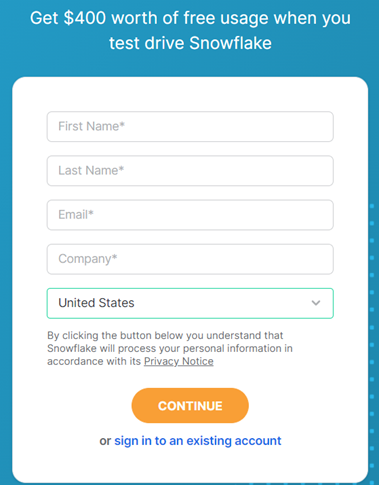 Get $400 worth of free usage when you
test drive Snowflake
First Name*
Last Name*
Email*
Company*
United States
By clicking the button below you understand that
Snowflake will process your personal information in
accordance with its Privacy Notice
CONTINUE
or sign in to an existing account